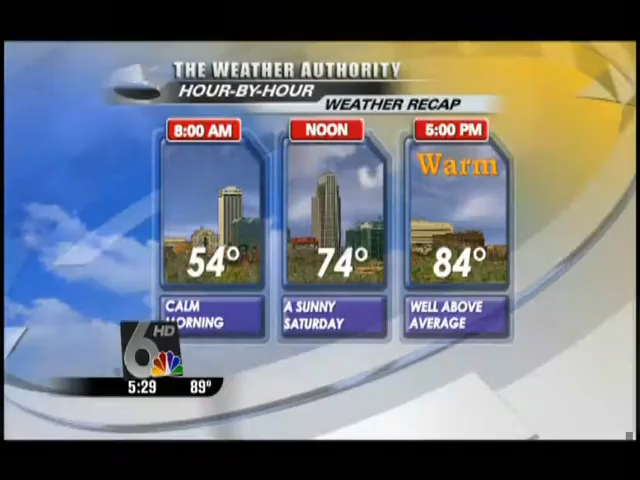 THE WEATHER AUTHORITY
HOUR-BY-HOUR
WEATHER RECAP
8:00 AM
NOON
5:00 PM
Warm
54°
74°
84°
CALM
MORNING
A SUNNY
SATURDAY
WELL ABOVE
AVERAGE
6 HD
5:29 89°